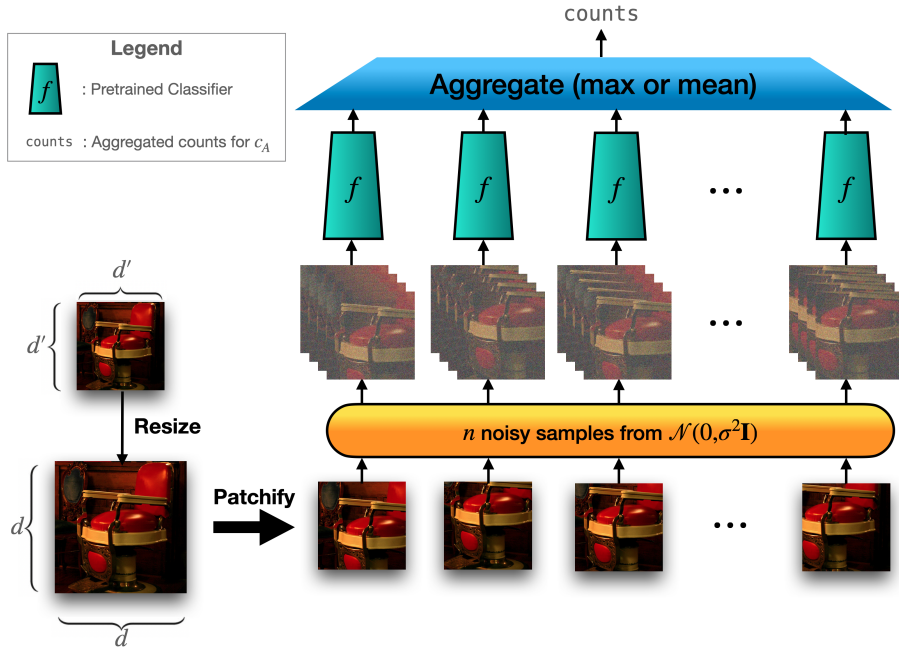 counts
Legend
f : Pretrained Classifier
counts : Aggregated counts for c_A
Aggregate (max or mean)
f f f ... f
d′
d′
...
Resize
n noisy samples from 𝒩(0,σ²I)
Patchify
d
...
d